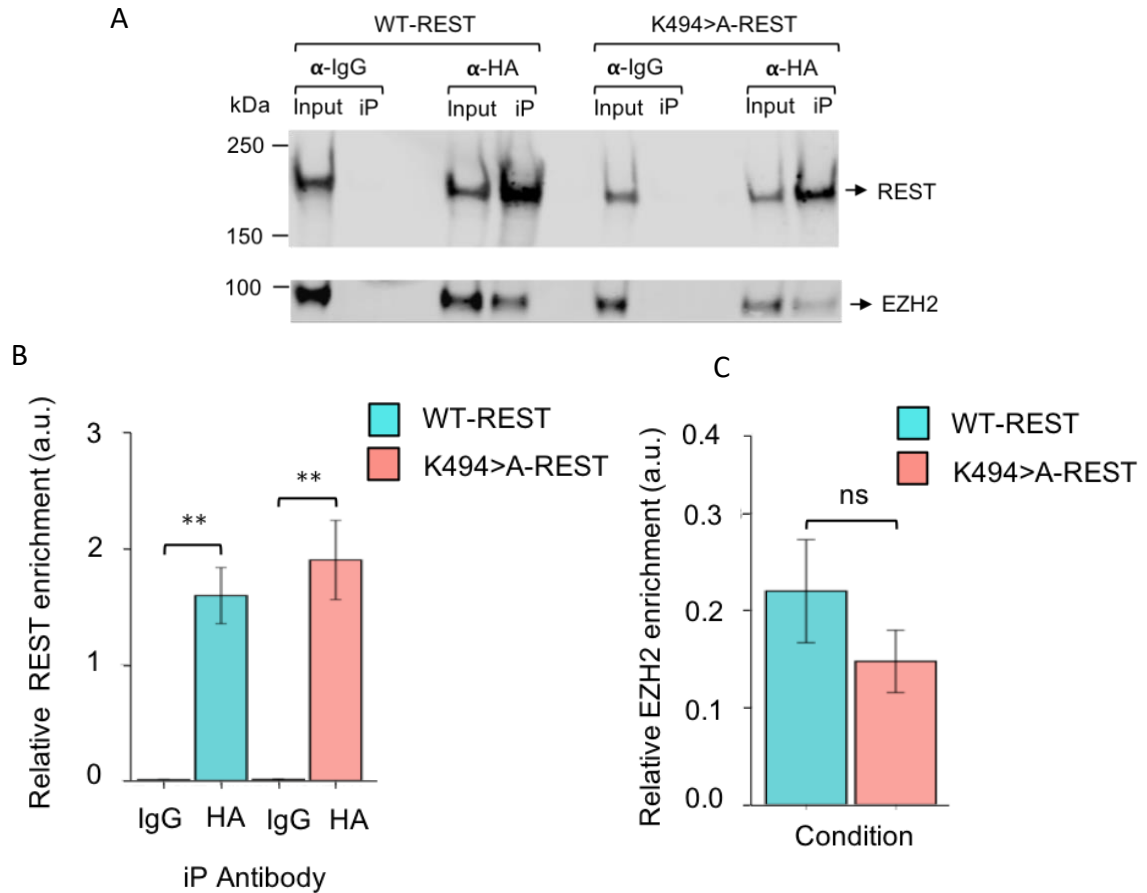 A
WT-REST K494>A-REST
α-IgG α-HA α-IgG α-HA
kDa Input iP Input iP Input iP Input iP
250
REST
150
100
EZH2
B
C
WT-REST
K494>A-REST
WT-REST
K494>A-REST
Relative REST enrichment (a.u.)
3
2
1
0
** **
IgG HA IgG HA
iP Antibody
Relative EZH2 enrichment (a.u.)
0.4
0.3
0.2
0.1
0.0
ns
Condition